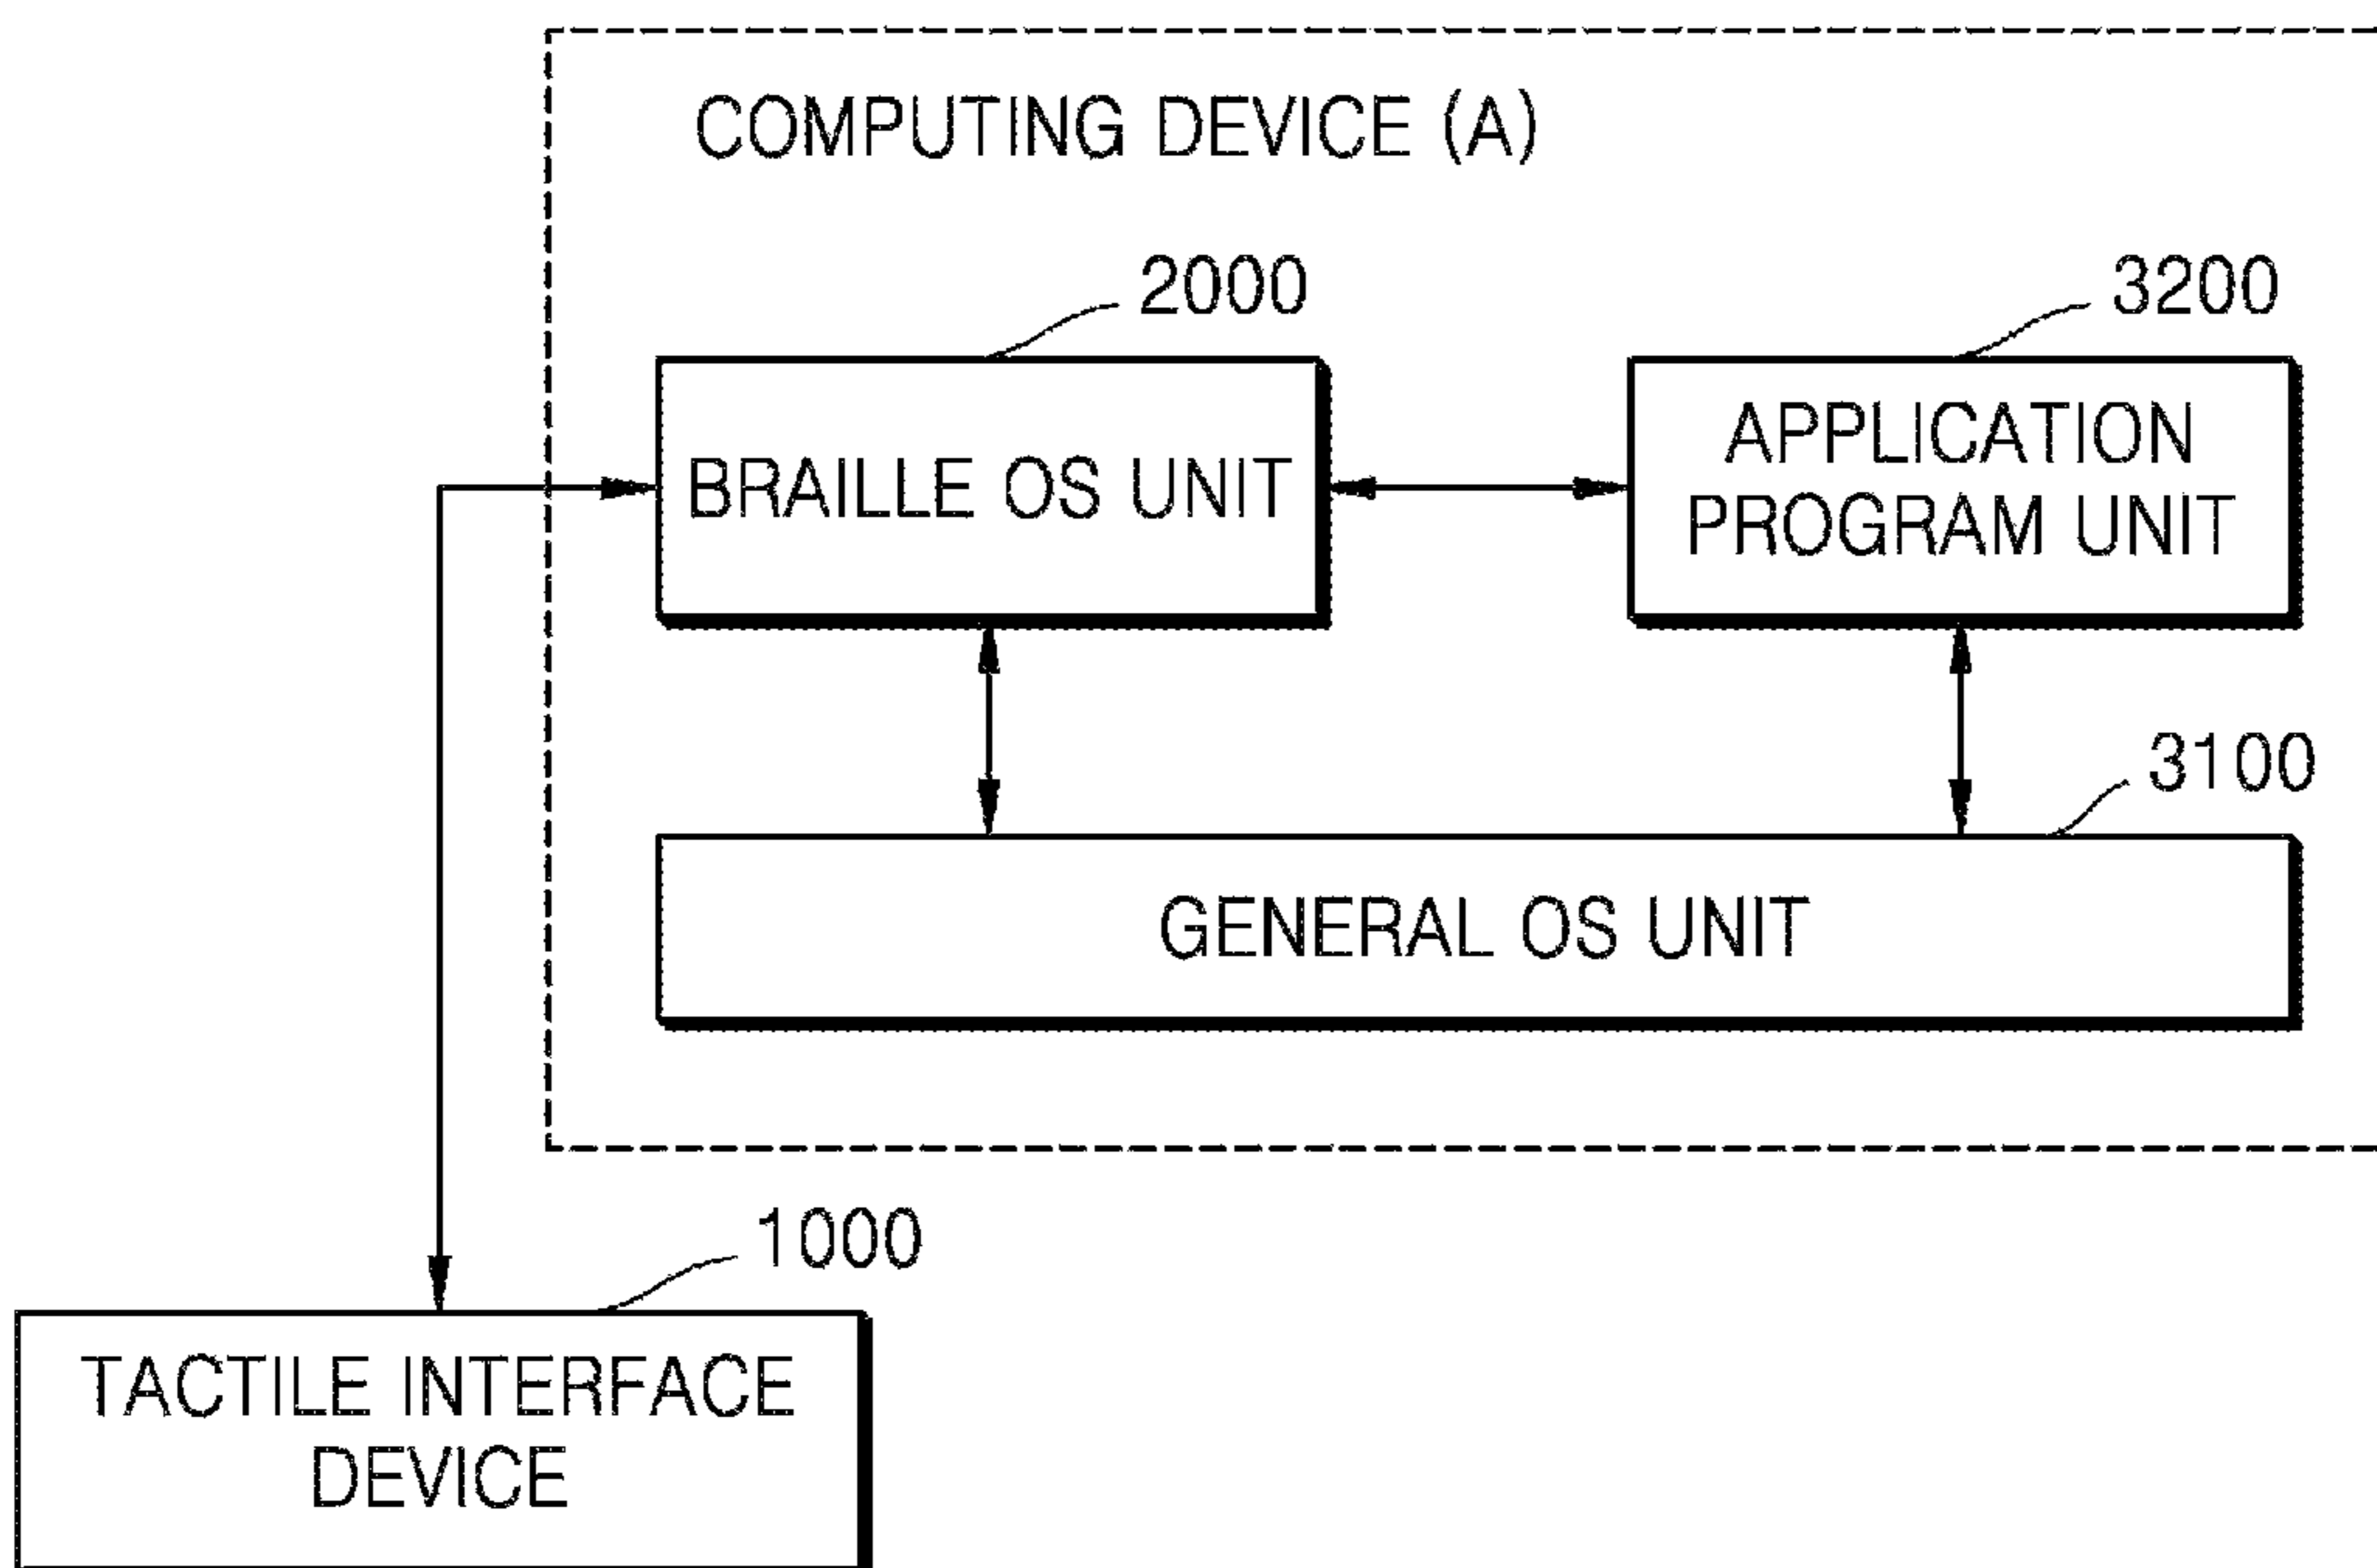 COMPUTING DEVICE (A)
2000
3200
BRAILLE OS UNIT
APPLICATION
PROGRAM UNIT
3100
GENERAL OS UNIT
1000
TACTILE INTERFACE
DEVICE